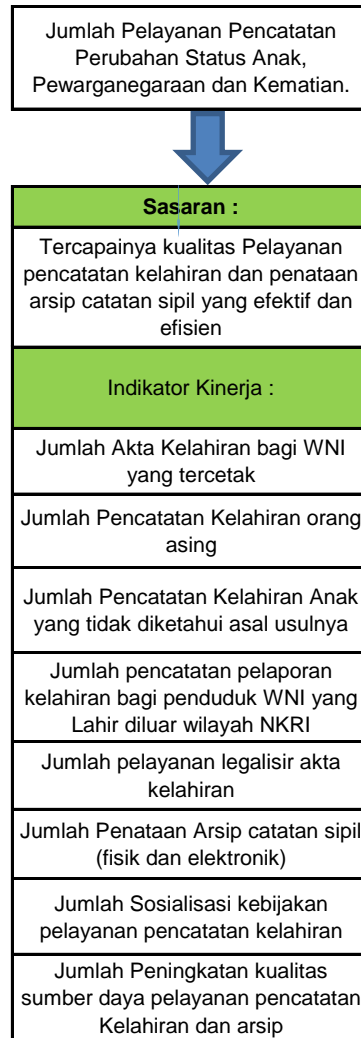 Jumlah Pelayanan Pencatatan
Perubahan Status Anak,
Pewarganegaraan dan Kematian.
Sasaran :
Tercapainya kualitas Pelayanan
pencatatan kelahiran dan penataan
arsip catatan sipil yang efektif dan
efisien
Indikator Kinerja :
Jumlah Akta Kelahiran bagi WNI
yang tercetak
Jumlah Pencatatan Kelahiran orang
asing
Jumlah Pencatatan Kelahiran Anak
yang tidak diketahui asal usulnya
Jumlah pencatatan pelaporan
kelahiran bagi penduduk WNI yang
Lahir diluar wilayah NKRI
Jumlah pelayanan legalisir akta
kelahiran
Jumlah Penataan Arsip catatan sipil
(fisik dan elektronik)
Jumlah Sosialisasi kebijakan
pelayanan pencatatan kelahiran
Jumlah Peningkatan kualitas
sumber daya pelayanan pencatatan
Kelahiran dan arsip